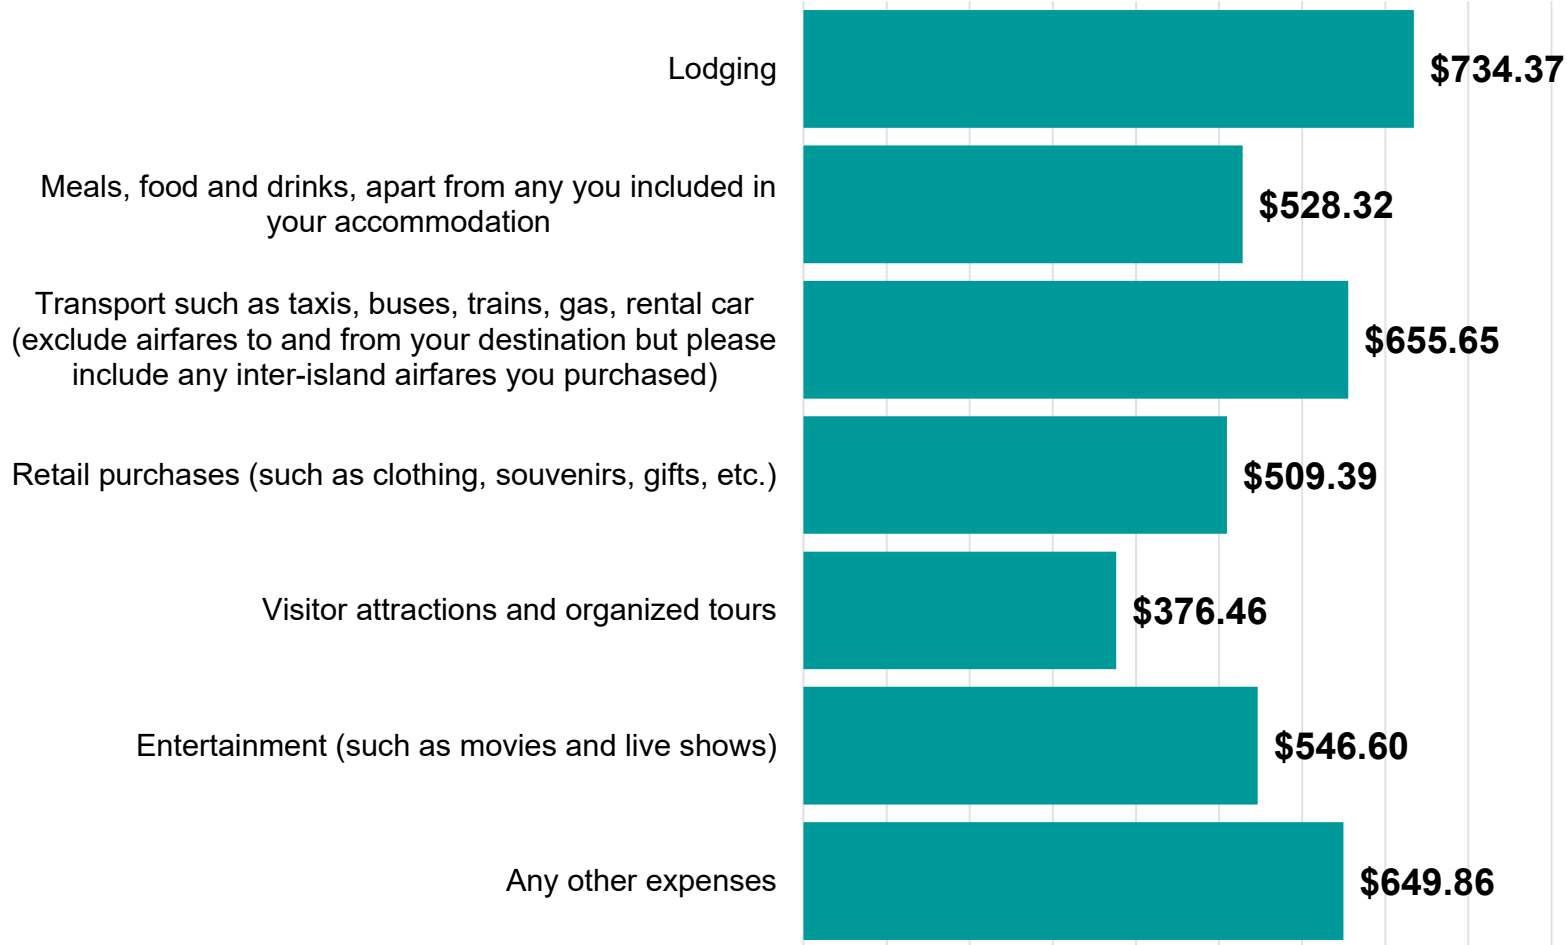 Lodging
$734.37
Meals, food and drinks, apart from any you included in
your accommodation
$528.32
Transport such as taxis, buses, trains, gas, rental car
(exclude airfares to and from your destination but please
include any inter-island airfares you purchased)
$655.65
Retail purchases (such as clothing, souvenirs, gifts, etc.)
$509.39
Visitor attractions and organized tours
$376.46
Entertainment (such as movies and live shows)
$546.60
Any other expenses
$649.86